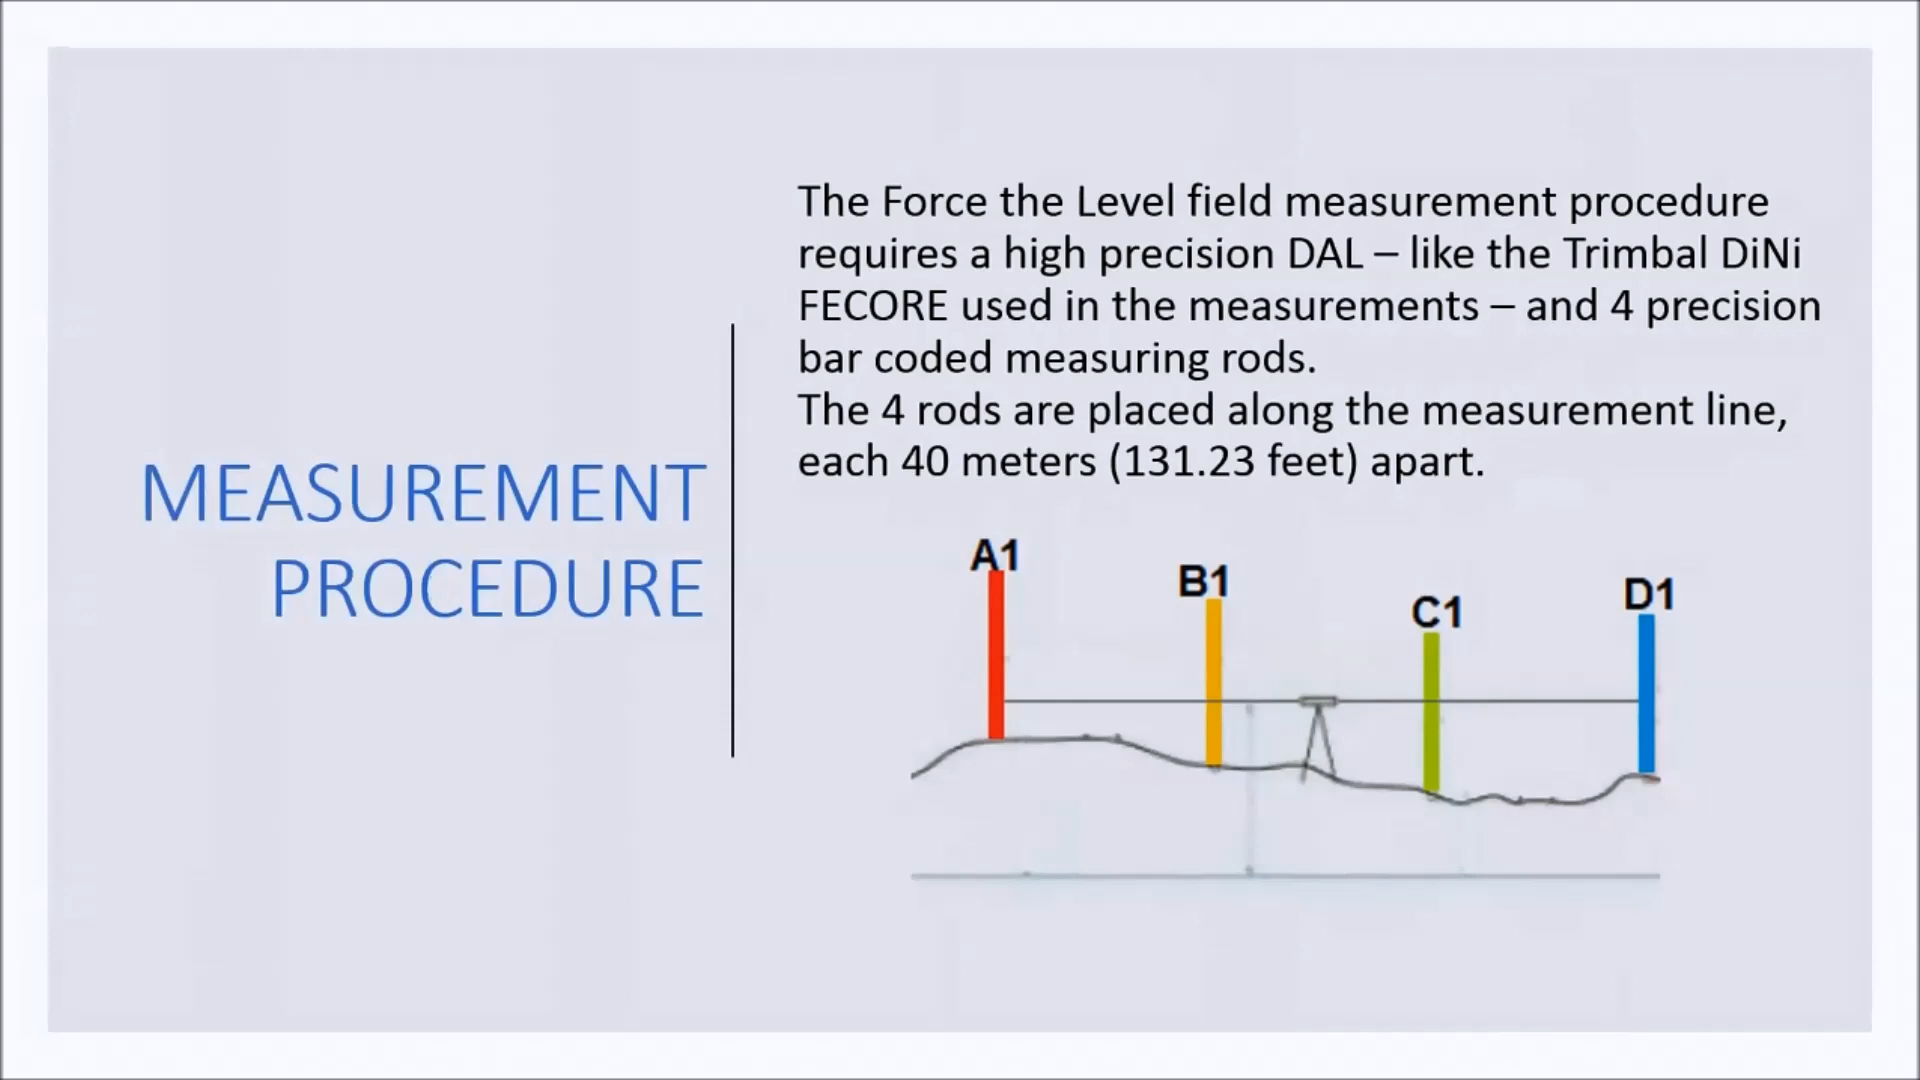 MEASUREMENT
PROCEDURE
The Force the Level field measurement procedure
requires a high precision DAL – like the Trimbal DiNi
FECORE used in the measurements – and 4 precision
bar coded measuring rods.
The 4 rods are placed along the measurement line,
each 40 meters (131.23 feet) apart.
A1
B1
C1
D1